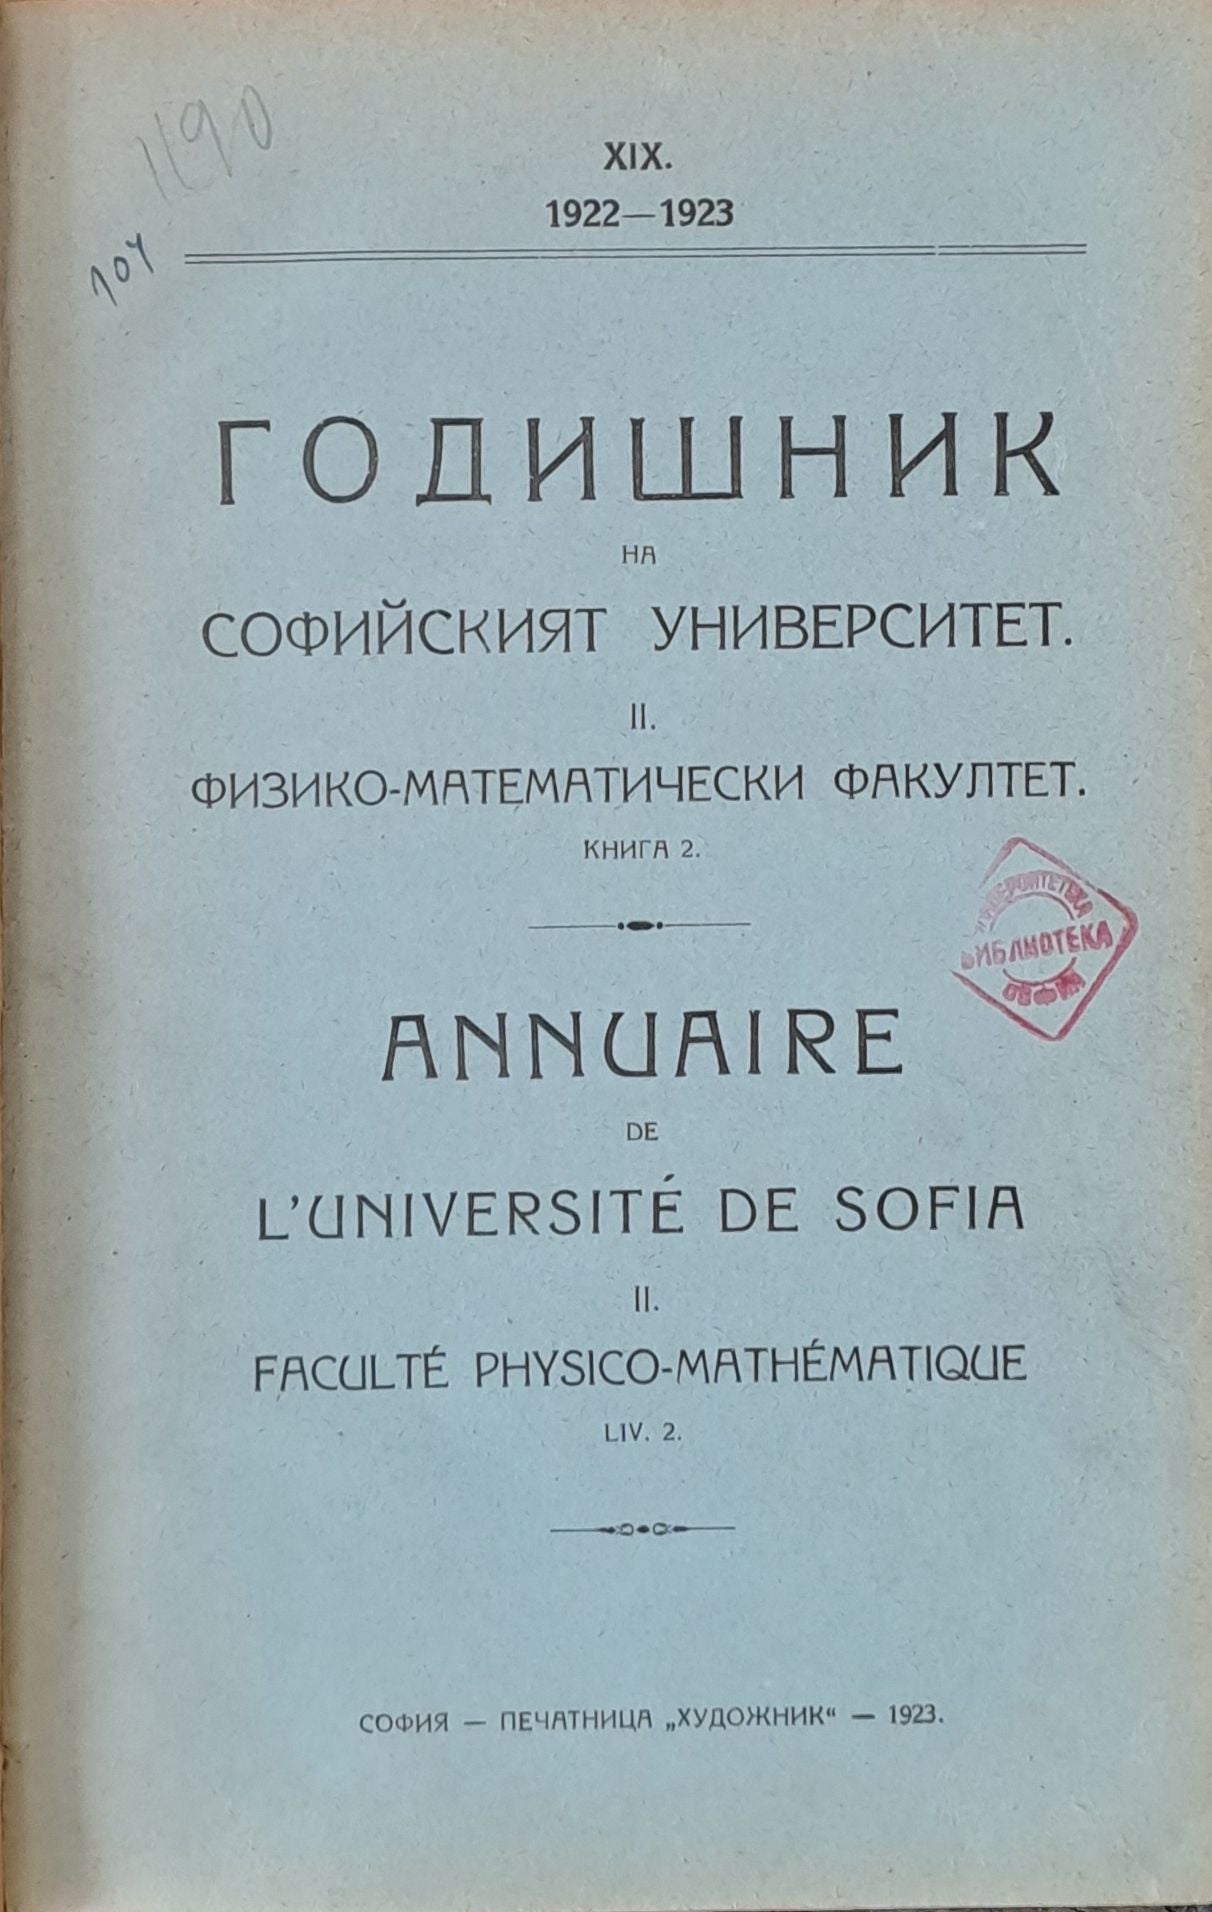 1190
104
XIX.
1922—1923
ГОДИШНИК
НА
СОФИЙСКИЯТ УНИВЕРСИТЕТ.
II.
ФИЗИКО-МАТЕМАТИЧЕСКИ ФАКУЛТЕТ.
КНИГА 2.
БИБЛИОТЕКА
ANNUAIRE
DE
L'UNIVERSITÉ DE SOFIA
II.
FACULTÉ PHYSICO-MATHÉMATIQUE
LIV. 2.
СОФИЯ — ПЕЧАТНИЦА „ХУДОЖНИК“ — 1923.